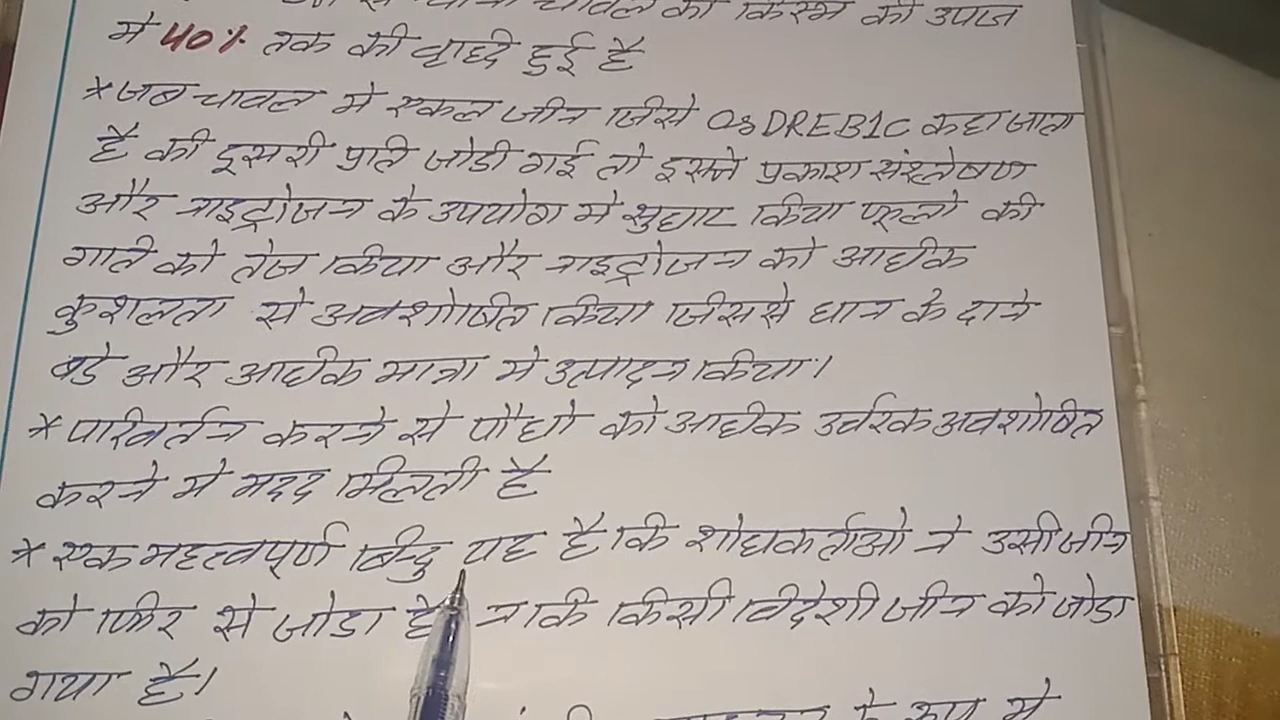 चावल की किस्म की उपज
मे 40% तक की वृद्धि हुई है
*जब चावल मे एकल जीन जिसे OsDREB1C कहा जाता
है की दूसरी प्रति जोडी गई तो इसने प्रकाश संश्लेषण
और नाइट्रोजन के उपयोग मे सुधार किया फूलो की
गति को तेज किया और नाइट्रोजन को अधिक
कुशलता से अवशोषित किया जिससे धान के दाने
बडे और अधिक मात्रा मे उत्पादन किया।
*परिवर्तन करने से पौधो को अधिक उर्वरक अवशोषित
करने मे मदद मिलती है
*एक महत्वपूर्ण बिन्दु यह है कि शोधकर्ताओ ने उसी जीन
को फिर से जोडा है न कि किसी विदेशी जीन को जोडा
गया है।
के रूप मे